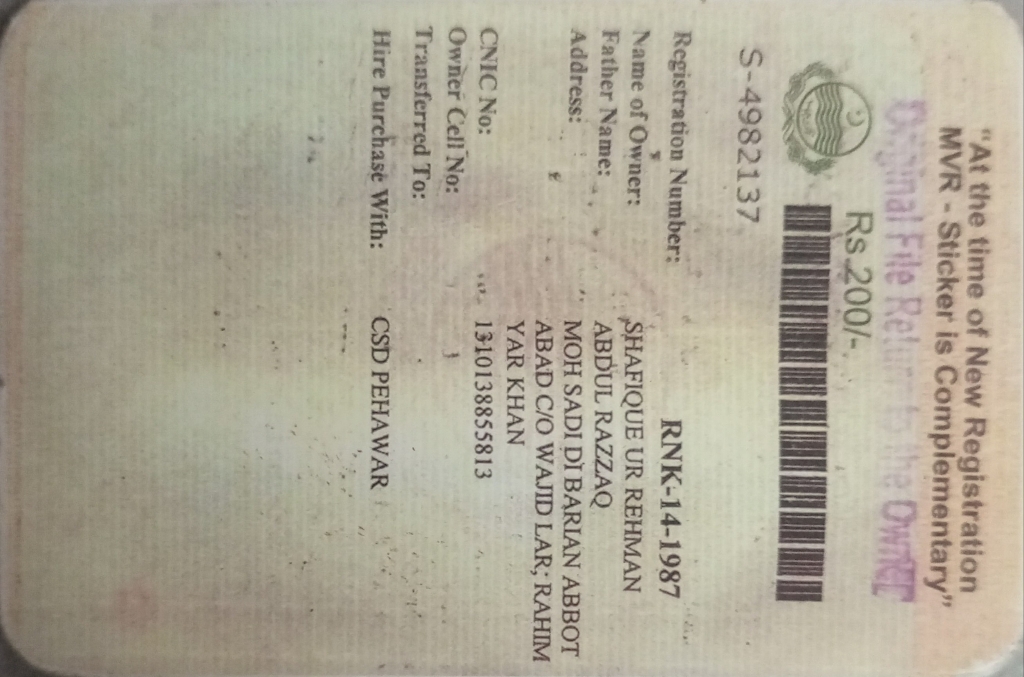 "At the time of New Registration
MVR - Sticker is Complementary"
Original File Return to the Owner
Rs.200/-
S-4982137
Registration Number: RNK-14-1987
Name of Owner: SHAFIQUE UR REHMAN
Father Name: ABDUL RAZZAQ
Address: MOH SADI DI BARIAN ABBOT
ABAD C/O WAJID LAR; RAHIM
YAR KHAN
CNIC No: 1310138855813
Owner Cell No:
Transferred To:
Hire Purchase With: CSD PEHAWAR